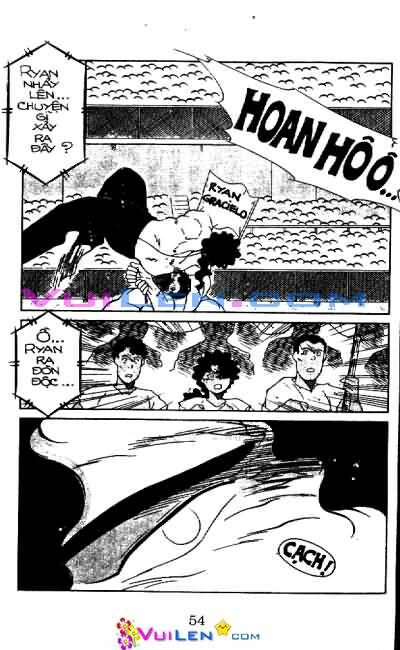 RYAN
NHẢY
LÊN...
CHUYỆN
GÌ
XẢY
RA
ĐÂY ?
HOAN HÔ Ô...
RYAN
GRACIELO
VUILEN.COM
Ồ...
RYAN
RA
ĐÒN
ĐỘC...
CẠCH!
54
VUILEN COM